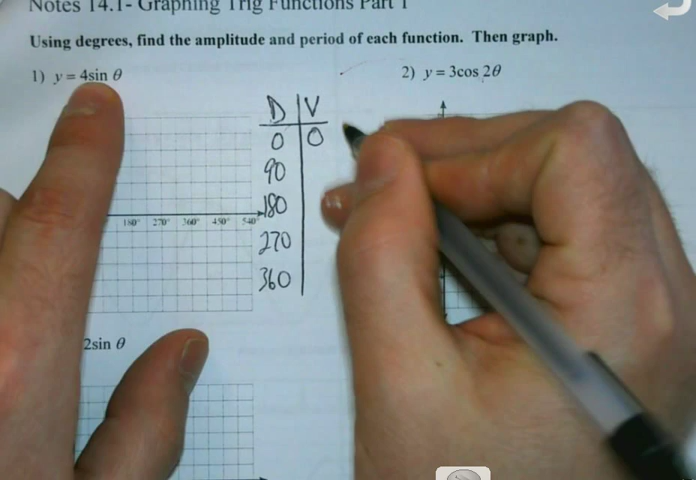 Notes 14.1- Graphing Trig Functions Part 1
Using degrees, find the amplitude and period of each function. Then graph.
1) y = 4sin θ
2) y = 3cos 2θ
D V
0 0
90
180
270
360
180° 270° 360° 450° 540°
2sin θ